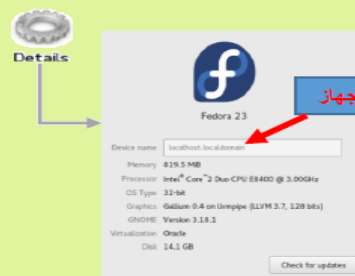 Details
جهاز
Fedora 23
Device name localhost.localdomain
Memory 819.5 MiB
Processor Intel® Core™2 Duo CPU E8400 @ 3.00GHz
OS Type 32-bit
Graphics Gallium 0.4 on llvmpipe (LLVM 3.7, 128 bits)
GNOME Version 3.18.1
Virtualization Oracle
Disk 14.1 GB
Check for updates